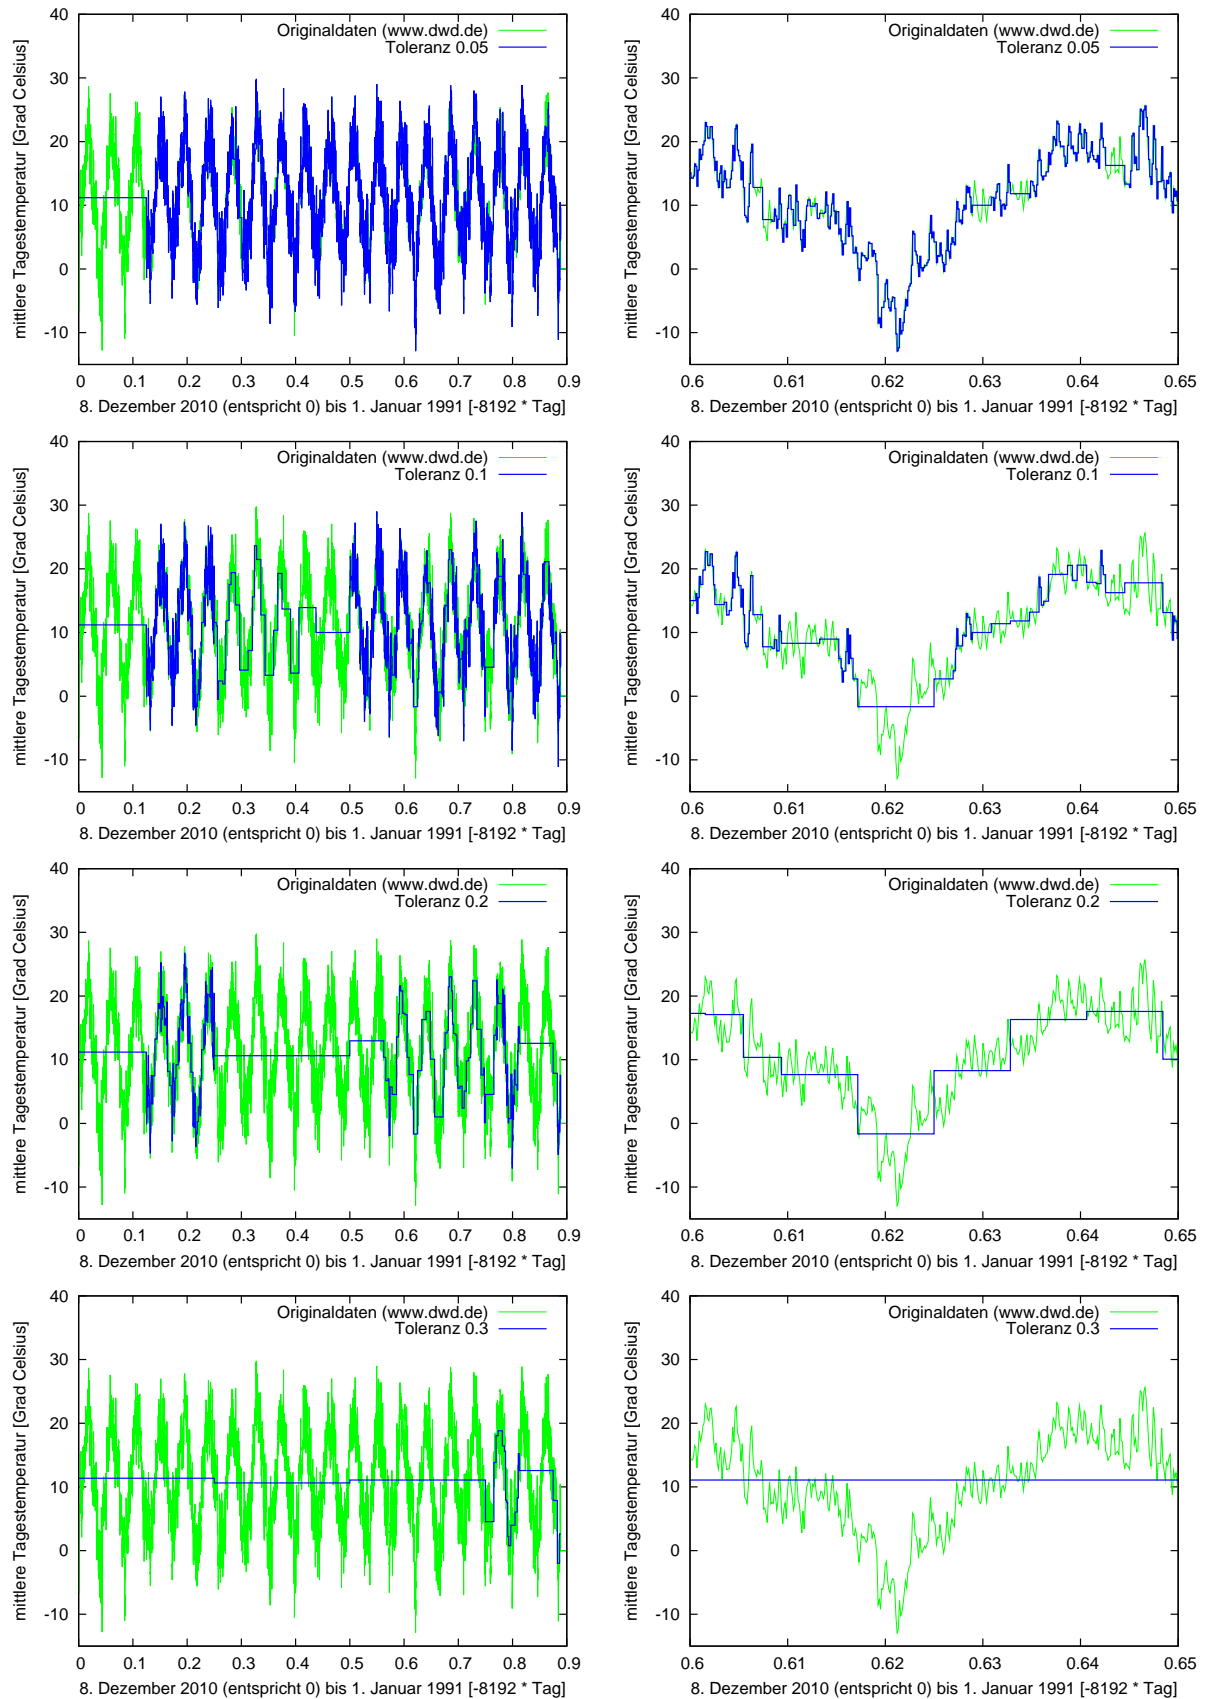 mittlere Tagestemperatur [Grad Celsius]
40
30
20
10
0
-10
Originaldaten (www.dwd.de)
Toleranz 0.05
0 0.1 0.2 0.3 0.4 0.5 0.6 0.7 0.8 0.9
8. Dezember 2010 (entspricht 0) bis 1. Januar 1991 [-8192 * Tag]
mittlere Tagestemperatur [Grad Celsius]
40
30
20
10
0
-10
Originaldaten (www.dwd.de)
Toleranz 0.05
0.6 0.61 0.62 0.63 0.64 0.65
8. Dezember 2010 (entspricht 0) bis 1. Januar 1991 [-8192 * Tag]
mittlere Tagestemperatur [Grad Celsius]
40
30
20
10
0
-10
Originaldaten (www.dwd.de)
Toleranz 0.1
0 0.1 0.2 0.3 0.4 0.5 0.6 0.7 0.8 0.9
8. Dezember 2010 (entspricht 0) bis 1. Januar 1991 [-8192 * Tag]
mittlere Tagestemperatur [Grad Celsius]
40
30
20
10
0
-10
Originaldaten (www.dwd.de)
Toleranz 0.1
0.6 0.61 0.62 0.63 0.64 0.65
8. Dezember 2010 (entspricht 0) bis 1. Januar 1991 [-8192 * Tag]
mittlere Tagestemperatur [Grad Celsius]
40
30
20
10
0
-10
Originaldaten (www.dwd.de)
Toleranz 0.2
0 0.1 0.2 0.3 0.4 0.5 0.6 0.7 0.8 0.9
8. Dezember 2010 (entspricht 0) bis 1. Januar 1991 [-8192 * Tag]
mittlere Tagestemperatur [Grad Celsius]
40
30
20
10
0
-10
Originaldaten (www.dwd.de)
Toleranz 0.2
0.6 0.61 0.62 0.63 0.64 0.65
8. Dezember 2010 (entspricht 0) bis 1. Januar 1991 [-8192 * Tag]
mittlere Tagestemperatur [Grad Celsius]
40
30
20
10
0
-10
Originaldaten (www.dwd.de)
Toleranz 0.3
0 0.1 0.2 0.3 0.4 0.5 0.6 0.7 0.8 0.9
8. Dezember 2010 (entspricht 0) bis 1. Januar 1991 [-8192 * Tag]
mittlere Tagestemperatur [Grad Celsius]
40
30
20
10
0
-10
Originaldaten (www.dwd.de)
Toleranz 0.3
0.6 0.61 0.62 0.63 0.64 0.65
8. Dezember 2010 (entspricht 0) bis 1. Januar 1991 [-8192 * Tag]